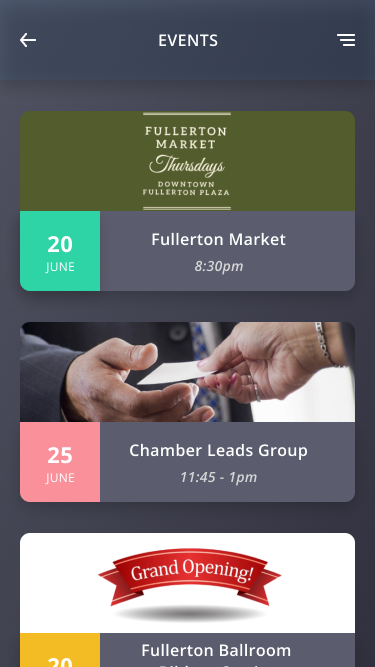 EVENTS
FULLERTON
MARKET
Thursdays
DOWNTOWN
FULLERTON PLAZA
20
JUNE
Fullerton Market
8:30pm
25
JUNE
Chamber Leads Group
11:45 - 1pm
Grand Opening!
20
Fullerton Ballroom